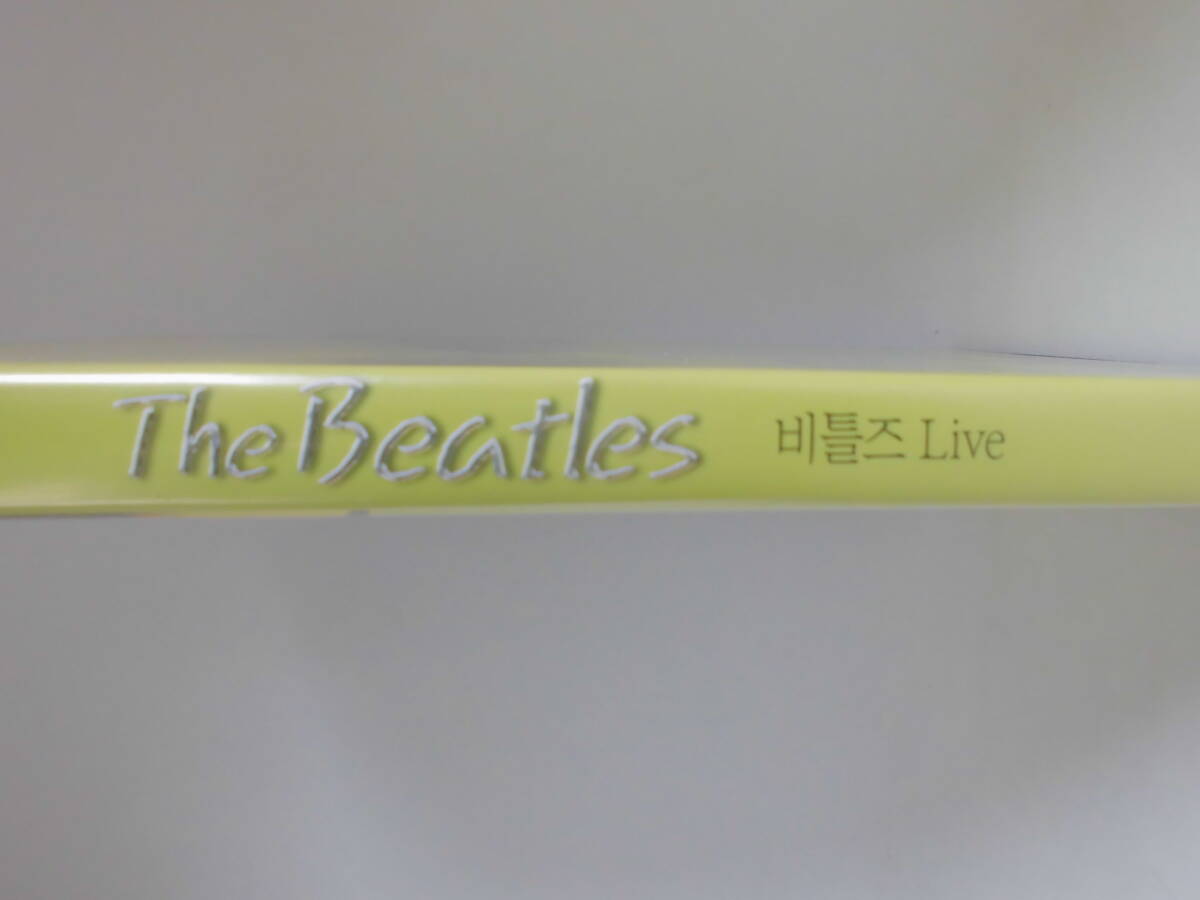 The Beatles 비틀즈 Live